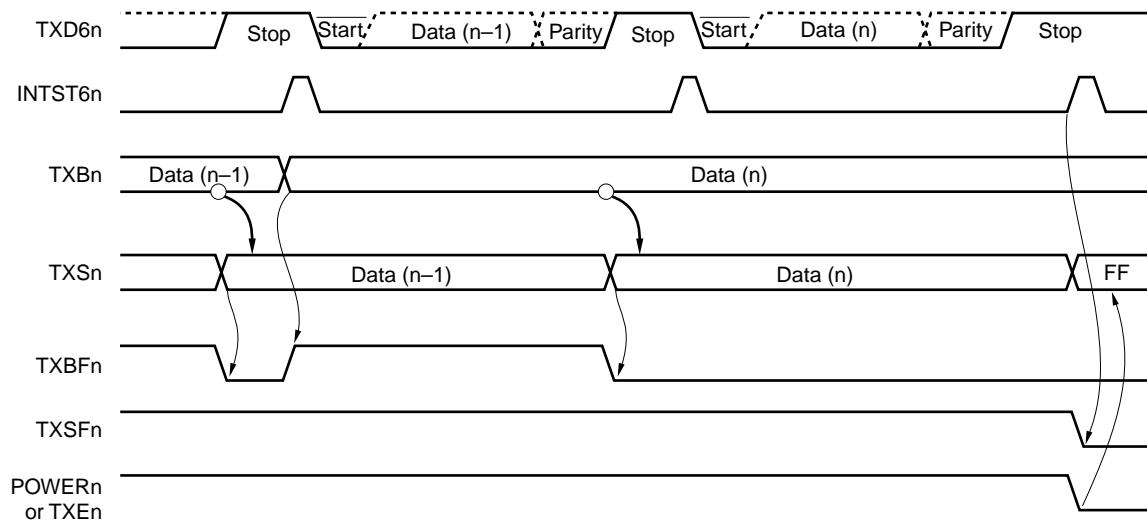 TXD6n Stop Start Data (n–1) Parity Stop Start Data (n) Parity Stop
INTST6n
TXBn Data (n–1) Data (n)
TXSn Data (n–1) Data (n) FF
TXBFn
TXSFn
POWERn
or TXEn